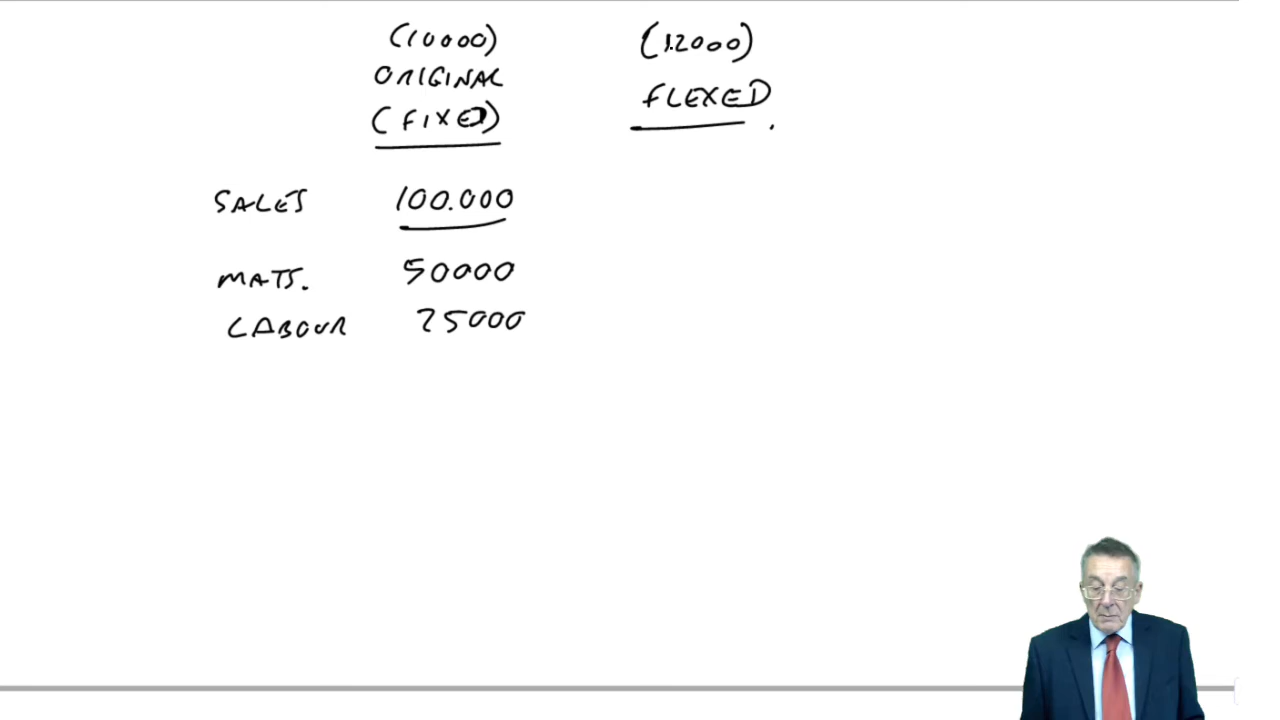 (10000) (12000)
ORIGINAL FLEXED
(FIXED)
SALES 100.000
MATS. 50000
LABOUR 25000